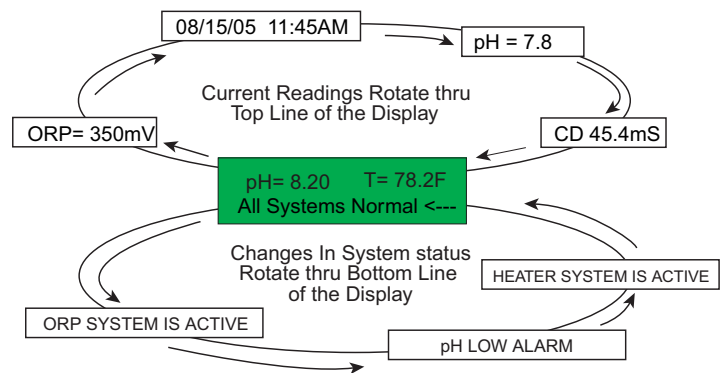 08/15/05 11:45AM
pH = 7.8
Current Readings Rotate thru
Top Line of the Display
ORP= 350mV
CD 45.4mS
pH= 8.20 T= 78.2F
All Systems Normal <---
Changes In System status
Rotate thru Bottom Line
of the Display
HEATER SYSTEM IS ACTIVE
ORP SYSTEM IS ACTIVE
pH LOW ALARM